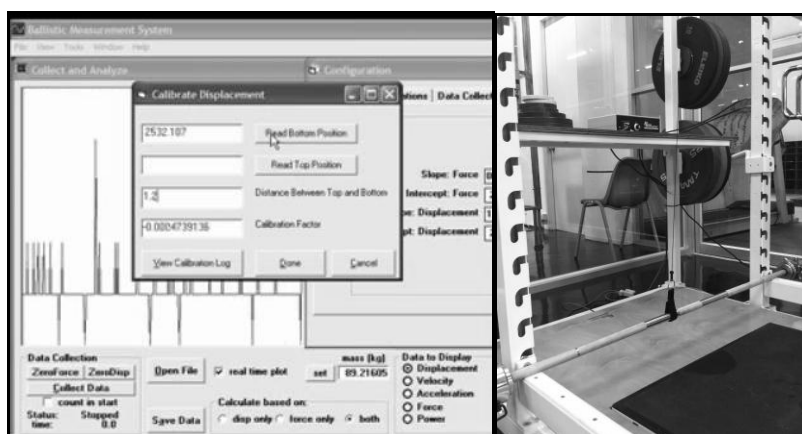 Ballistic Measurement System
File View Tools Window Help
Collect and Analyze
Configuration
Calibrate Displacement
Data Collec
2532.107
Read Bottom Position
Read Top Position
1.2
Distance Between Top and Bottom
-0.0004739136
Calibration Factor
View Calibration Log
Done
Cancel
Slope: Force
Intercept: Force
pe: Displacement
pt: Displacement
Data Collection
ZeroForce ZeroDisp
Collect Data
count in start
Status: Stopped
time: 0.0
Open File
real time plot
Save Data
mass (kg)
set 89.21605
Calculate based on:
disp only force only both
Data to Display
Displacement
Velocity
Acceleration
Force
Power
ELEIKO